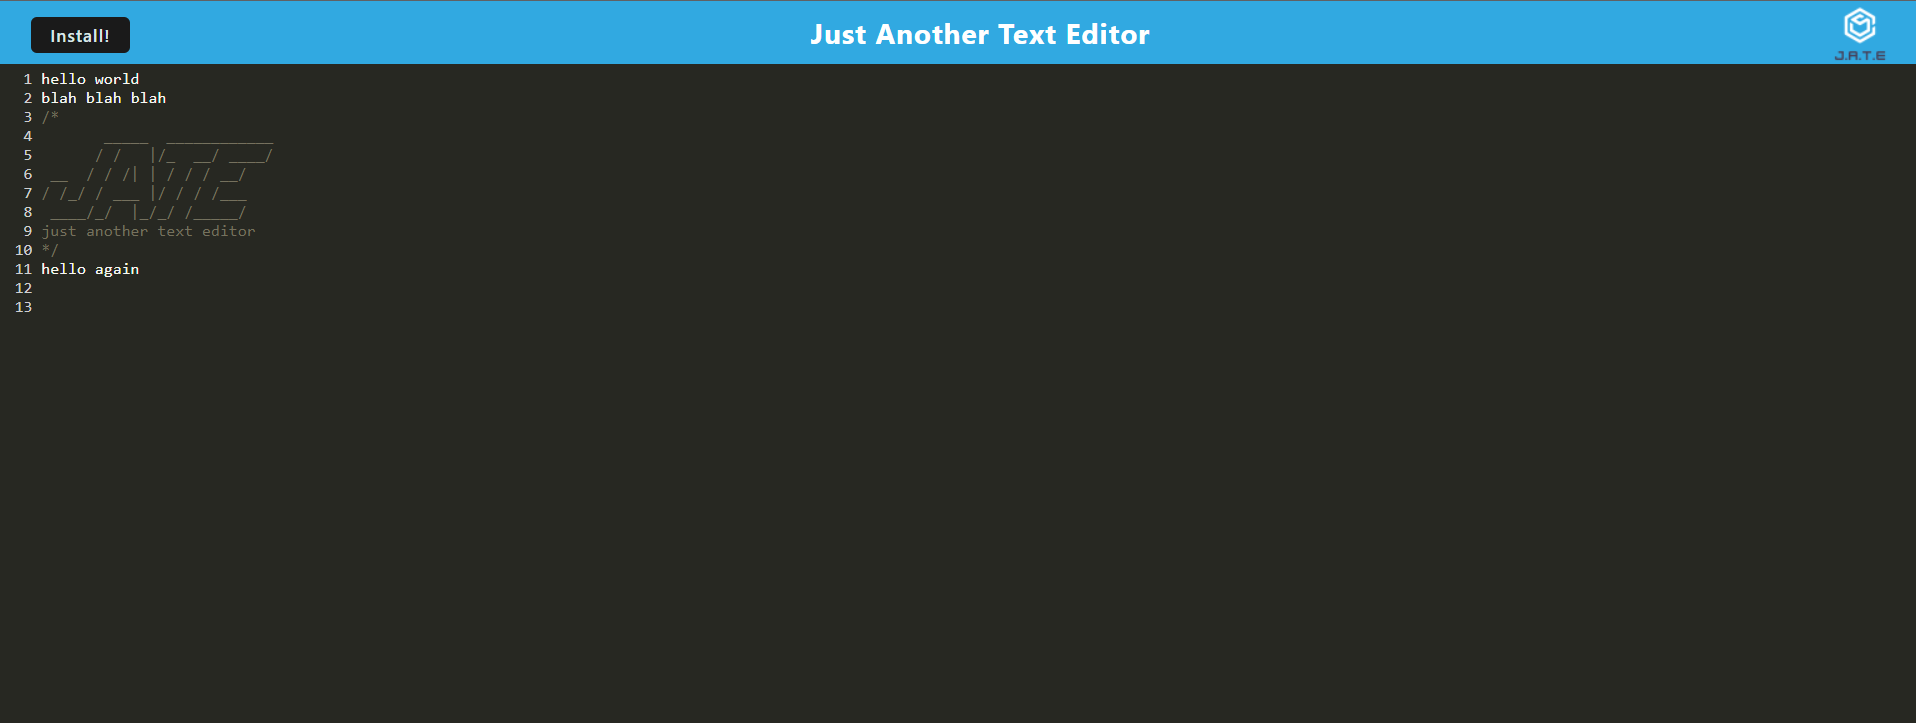 Install!
Just Another Text Editor
J.A.T.E
1 hello world
2 blah blah blah
3 /*
4        _____  ____________
5       / /   |/_  __/ ____/
6  __  / / /| | / / / __/
7 / /_/ / ___ |/ / / /___
8  ____/_/  |_/_/ /_____/
9 just another text editor
10 */
11 hello again
12
13